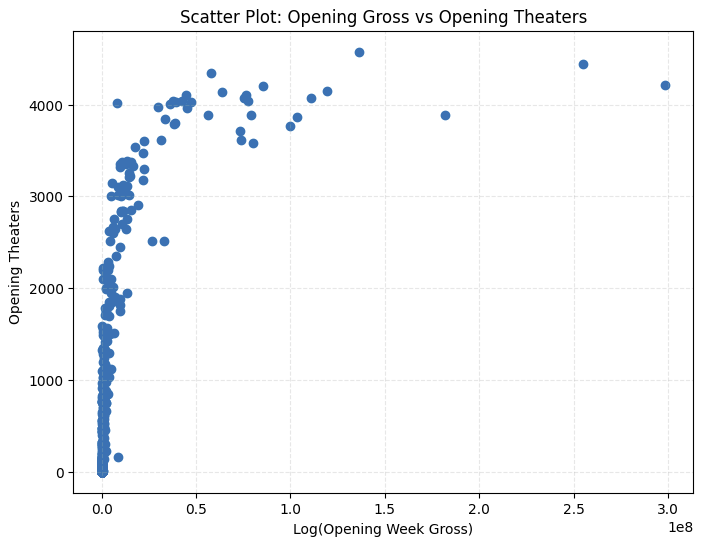 Scatter Plot: Opening Gross vs Opening Theaters
Opening Theaters
4000
3000
2000
1000
0
0.0 0.5 1.0 1.5 2.0 2.5 3.0
1e8
Log(Opening Week Gross)